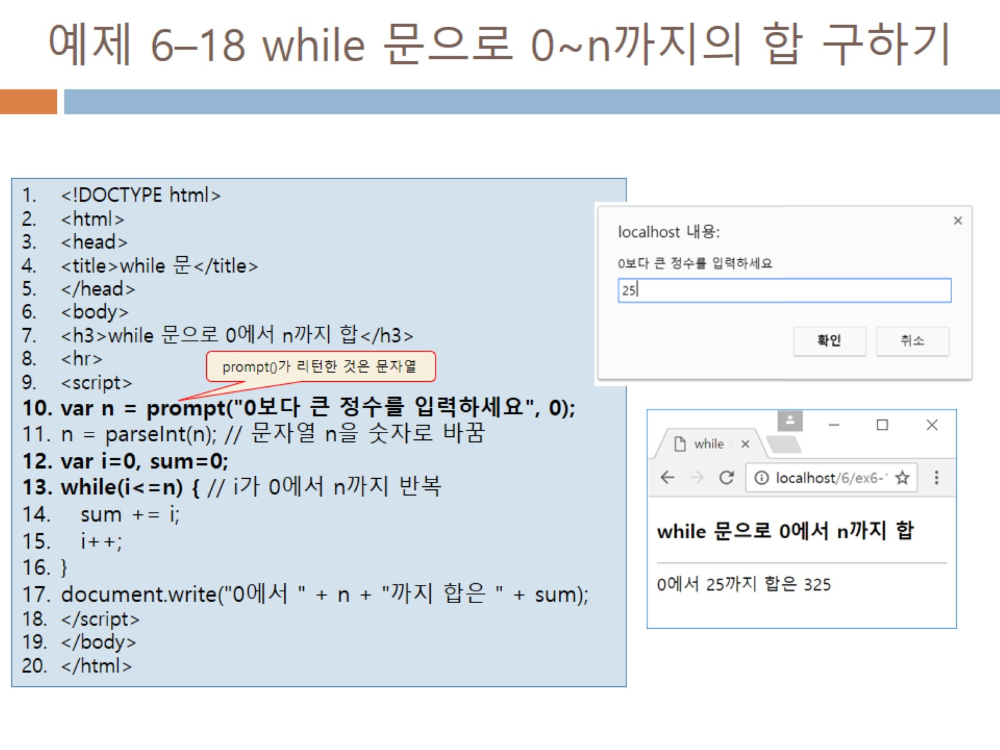 예제 6–18 while 문으로 0~n까지의 합 구하기
1. <!DOCTYPE html>
2. <html>
3. <head>
4. <title>while 문</title>
5. </head>
6. <body>
7. <h3>while 문으로 0에서 n까지 합</h3>
8. <hr>
prompt()가 리턴한 것은 문자열
9. <script>
10. var n = prompt("0보다 큰 정수를 입력하세요", 0);
11. n = parseInt(n); // 문자열 n을 숫자로 바꿈
12. var i=0, sum=0;
13. while(i<=n) { // i가 0에서 n까지 반복
14. sum += i;
15. i++;
16. }
17. document.write("0에서 " + n + "까지 합은 " + sum);
18. </script>
19. </body>
20. </html>
localhost 내용:
0보다 큰 정수를 입력하세요
25
확인 취소
while
localhost/6/ex6-
while 문으로 0에서 n까지 합
0에서 25까지 합은 325